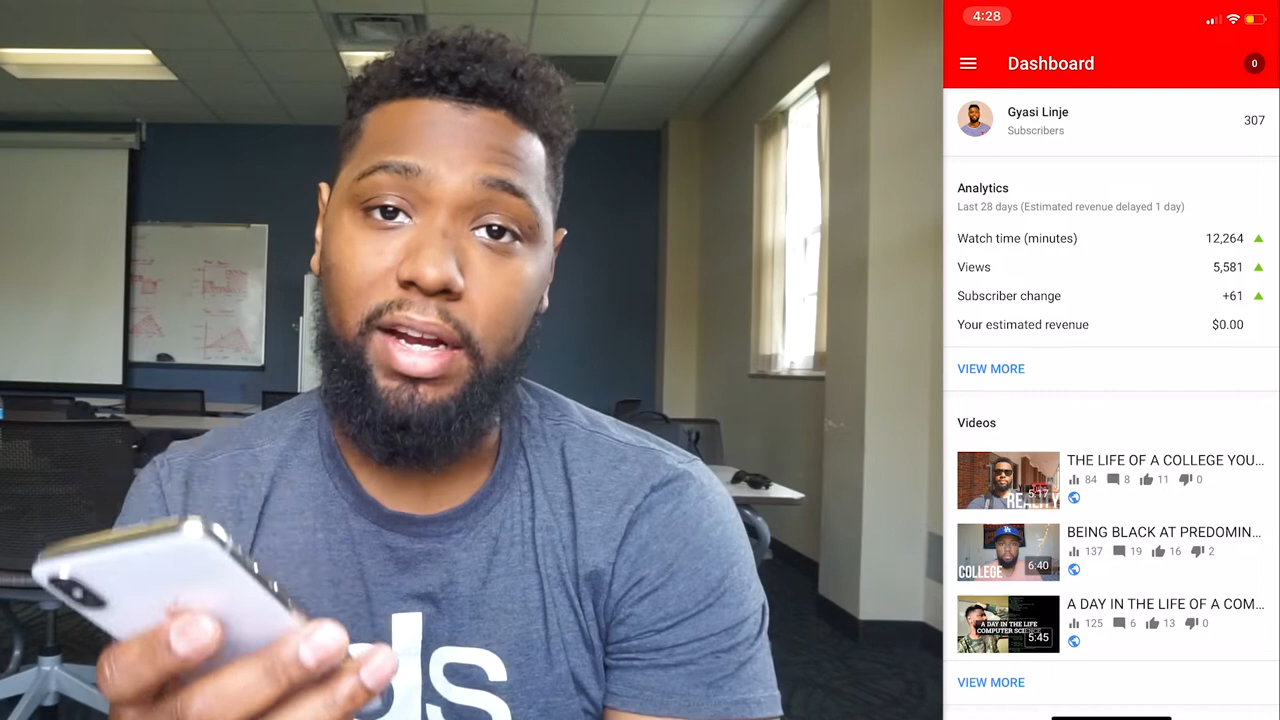 4:28
Dashboard
0
Gyasi Linje
Subscribers
307
Analytics
Last 28 days (Estimated revenue delayed 1 day)
Watch time (minutes) 12,264
Views 5,581
Subscriber change +61
Your estimated revenue $0.00
VIEW MORE
Videos
THE LIFE OF A COLLEGE YOU...
84 8 11 0
5:17
REALITY
BEING BLACK AT PREDOMIN...
137 19 16 2
6:40
COLLEGE
A DAY IN THE LIFE OF A COM...
125 6 13 0
A DAY IN THE LIFE
COMPUTER SCIENCE
5:45
VIEW MORE
ds